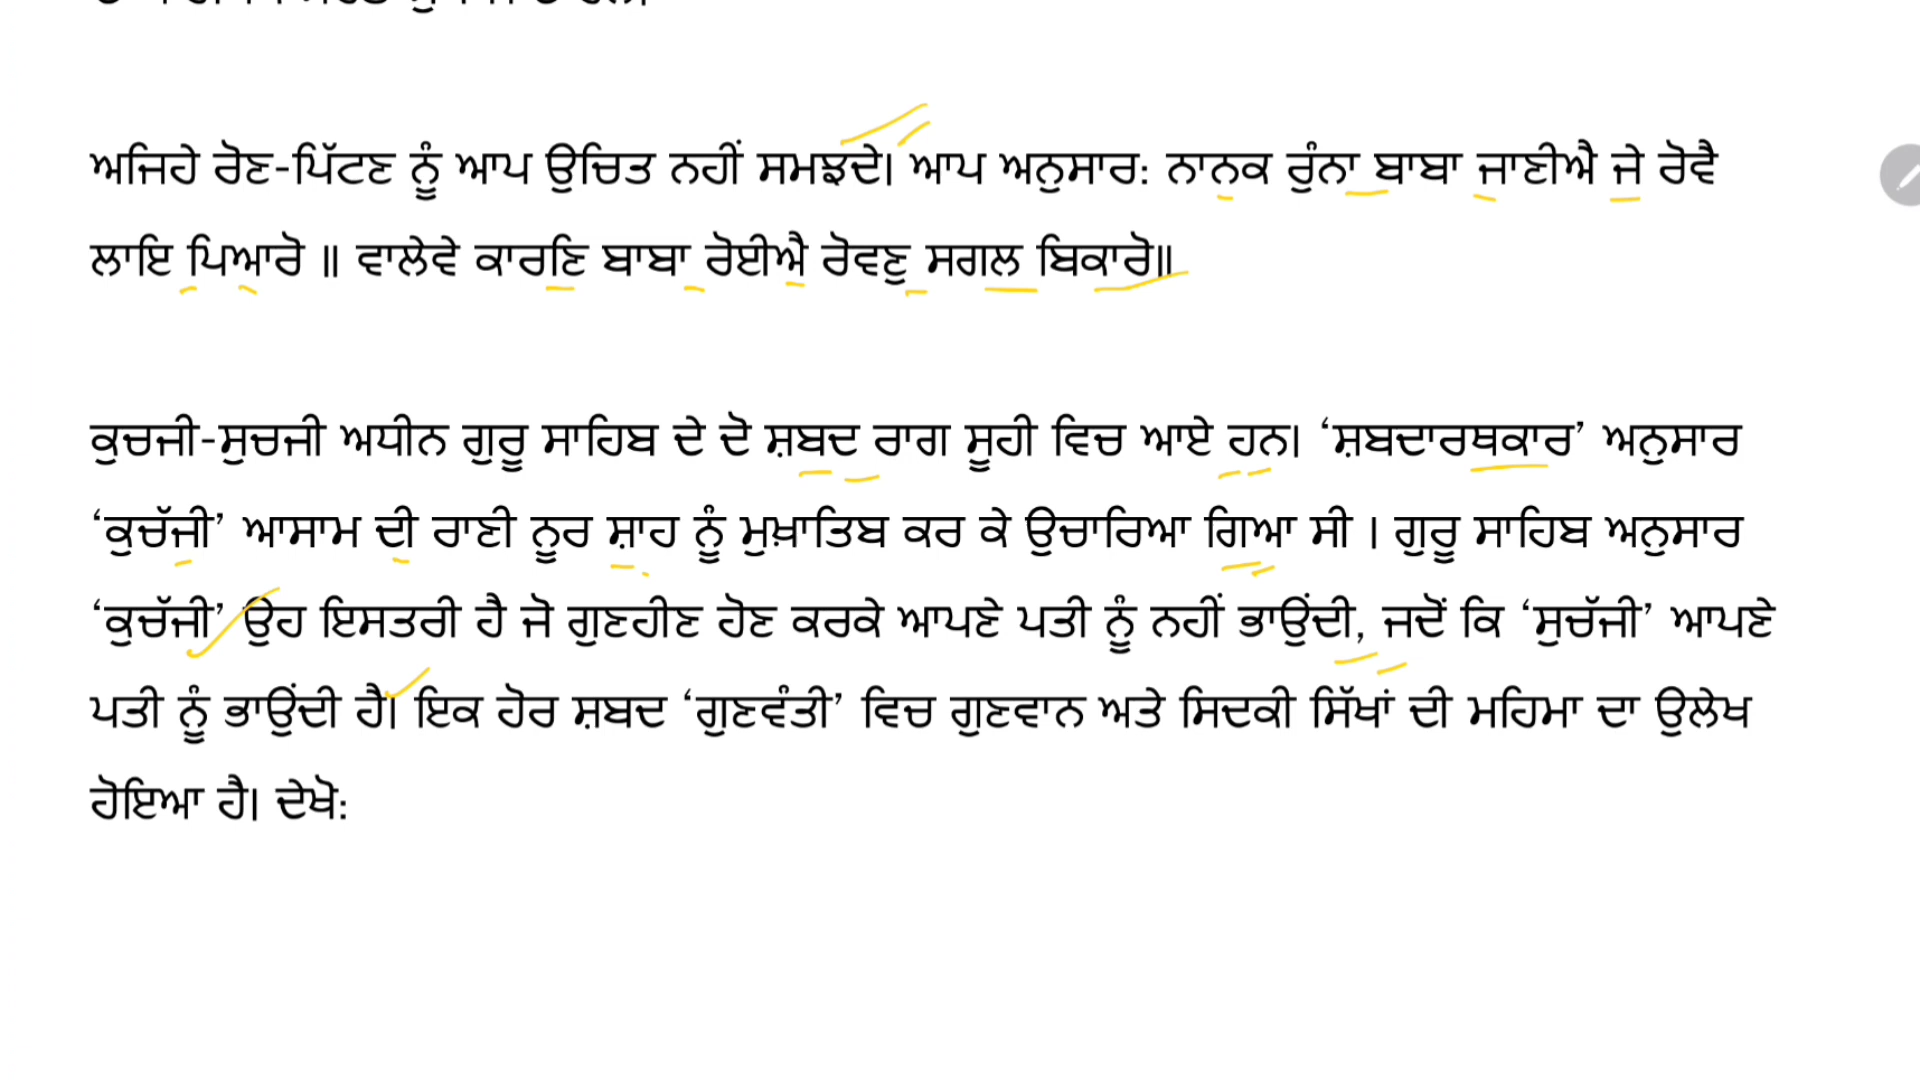 ਅਜਿਹੇ ਰੋਣ-ਪਿੱਟਣ ਨੂੰ ਆਪ ਉਚਿਤ ਨਹੀਂ ਸਮਝਦੇ। ਆਪ ਅਨੁਸਾਰ: ਨਾਨਕ ਰੁੰਨਾ ਬਾਬਾ ਜਾਣੀਐ ਜੇ ਰੋਵੈ
ਲਾਇ ਪਿਆਰੋ ॥ ਵਾਲੇਵੇ ਕਾਰਣਿ ਬਾਬਾ ਰੋਈਐ ਰੋਵਣੁ ਸਗਲ ਬਿਕਾਰੋ॥
ਕੁਚਜੀ-ਸੁਚਜੀ ਅਧੀਨ ਗੁਰੂ ਸਾਹਿਬ ਦੇ ਦੋ ਸ਼ਬਦ ਰਾਗ ਸੂਹੀ ਵਿਚ ਆਏ ਹਨ। ‘ਸ਼ਬਦਾਰਥਕਾਰ’ ਅਨੁਸਾਰ
‘ਕੁਚੱਜੀ’ ਆਸਾਮ ਦੀ ਰਾਣੀ ਨੂਰ ਸ਼ਾਹ ਨੂੰ ਮੁਖ਼ਾਤਿਬ ਕਰ ਕੇ ਉਚਾਰਿਆ ਗਿਆ ਸੀ । ਗੁਰੂ ਸਾਹਿਬ ਅਨੁਸਾਰ
‘ਕੁਚੱਜੀ’ ਉਹ ਇਸਤਰੀ ਹੈ ਜੋ ਗੁਣਹੀਣ ਹੋਣ ਕਰਕੇ ਆਪਣੇ ਪਤੀ ਨੂੰ ਨਹੀਂ ਭਾਉਂਦੀ, ਜਦੋਂ ਕਿ ‘ਸੁਚੱਜੀ’ ਆਪਣੇ
ਪਤੀ ਨੂੰ ਭਾਉਂਦੀ ਹੈ। ਇਕ ਹੋਰ ਸ਼ਬਦ ‘ਗੁਣਵੰਤੀ’ ਵਿਚ ਗੁਣਵਾਨ ਅਤੇ ਸਿਦਕੀ ਸਿੱਖਾਂ ਦੀ ਮਹਿਮਾ ਦਾ ਉਲੇਖ
ਹੋਇਆ ਹੈ। ਦੇਖੋ: